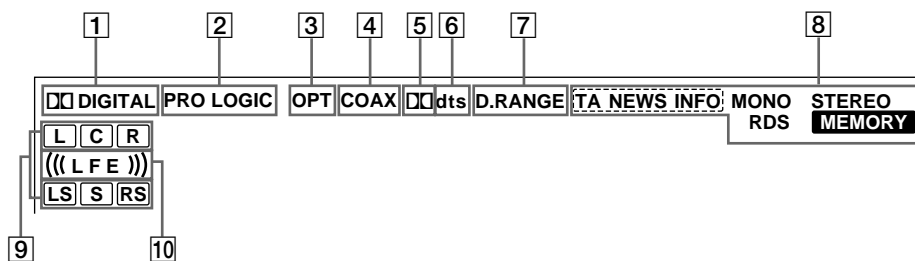 1 2 3 4 5 6 7 8
DIGITAL PRO LOGIC OPT COAX dts D.RANGE TA NEWS INFO MONO STEREO
RDS MEMORY
L C R
((( L F E )))
LS S RS
9 10